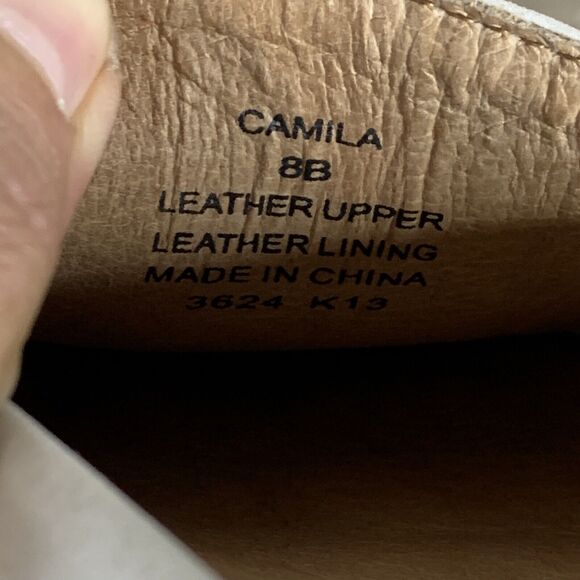 CAMILA
8B
LEATHER UPPER
LEATHER LINING
MADE IN CHINA
3624 K13